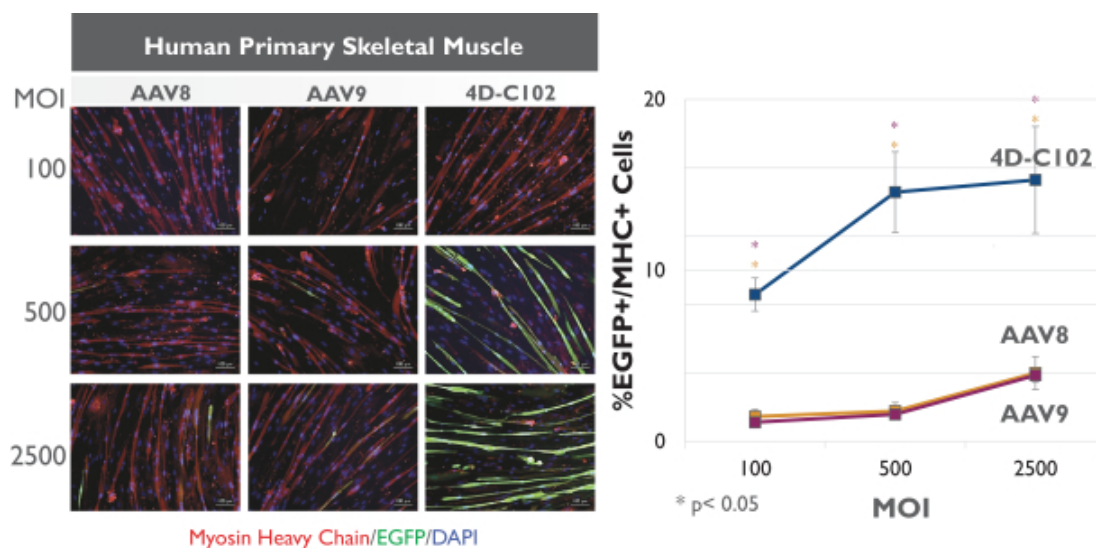 Human Primary Skeletal Muscle
MOI
AAV8
AAV9
4D-C102
100
500
2500
Myosin Heavy Chain/EGFP/DAPI
%EGFP+/MHC+ Cells
20
10
0
*
*
*
*
*
*
4D-C102
AAV8
AAV9
100
500
2500
* p< 0.05
MOI